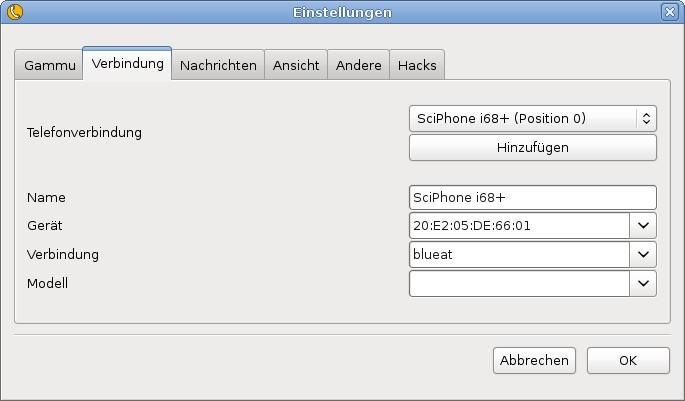 Einstellungen
Gammu Verbindung Nachrichten Ansicht Andere Hacks
Telefonverbindung SciPhone i68+ (Position 0)
Hinzufügen
Name SciPhone i68+
Gerät 20:E2:05:DE:66:01
Verbindung blueat
Modell
Abbrechen OK